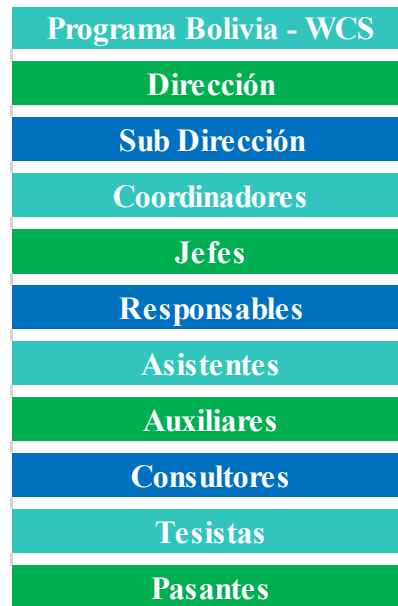 Programa Bolivia - WCS
Dirección
Sub Dirección
Coordinadores
Jefes
Responsables
Asistentes
Auxiliares
Consultores
Tesistas
Pasantes